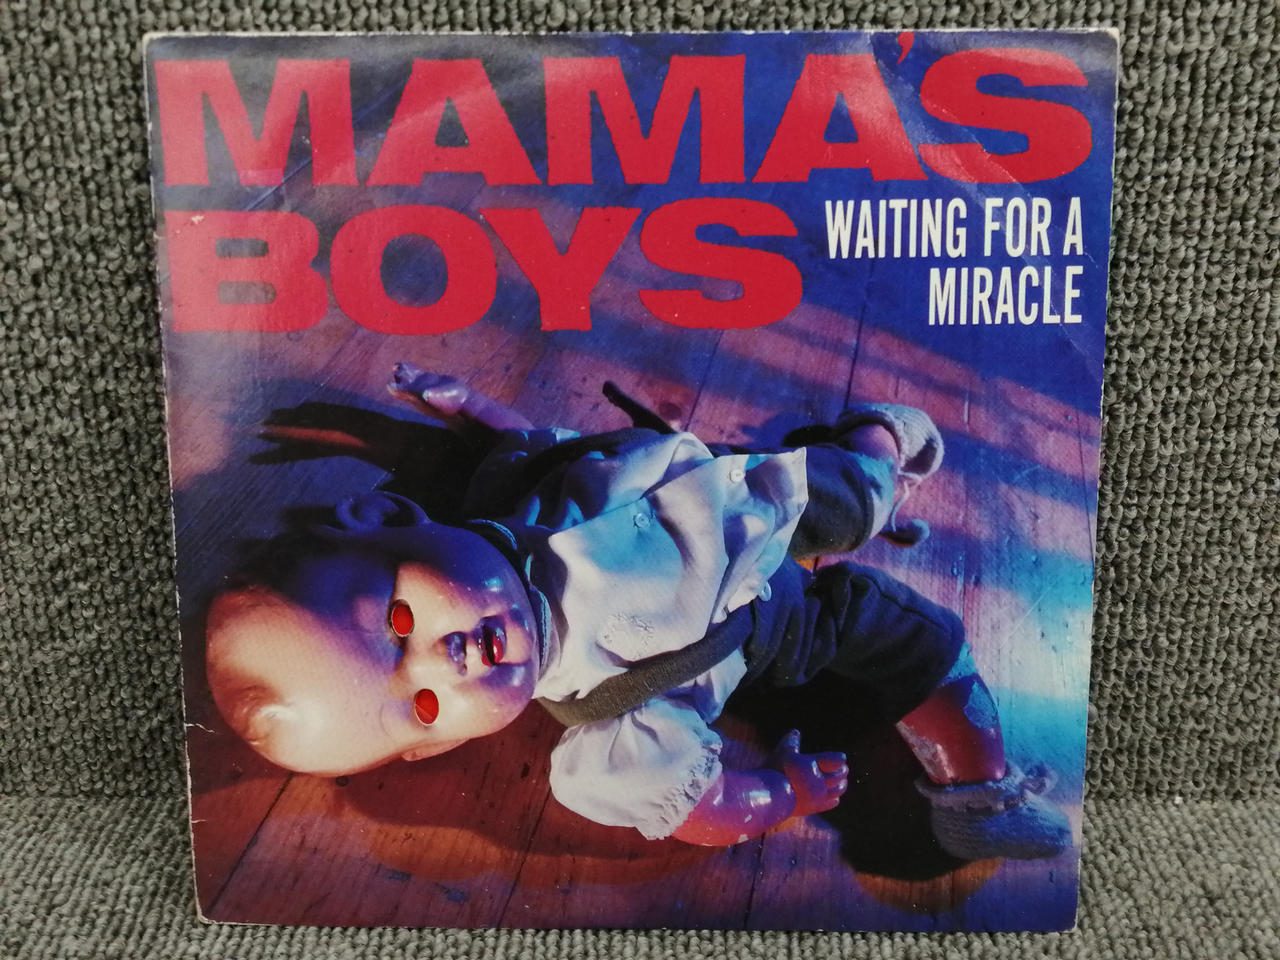 MAMA'S
BOYS
WAITING FOR A
MIRACLE